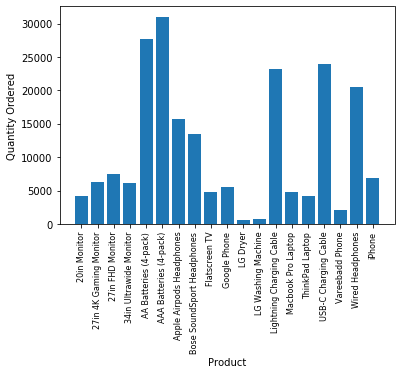 30000
25000
20000
15000
10000
5000
0
Quantity Ordered
20in Monitor
27in 4K Gaming Monitor
27in FHD Monitor
34in Ultrawide Monitor
AA Batteries (4-pack)
AAA Batteries (4-pack)
Apple Airpods Headphones
Bose SoundSport Headphones
Flatscreen TV
Google Phone
LG Dryer
LG Washing Machine
Lightning Charging Cable
Macbook Pro Laptop
ThinkPad Laptop
USB-C Charging Cable
Vareebadd Phone
Wired Headphones
iPhone
Product